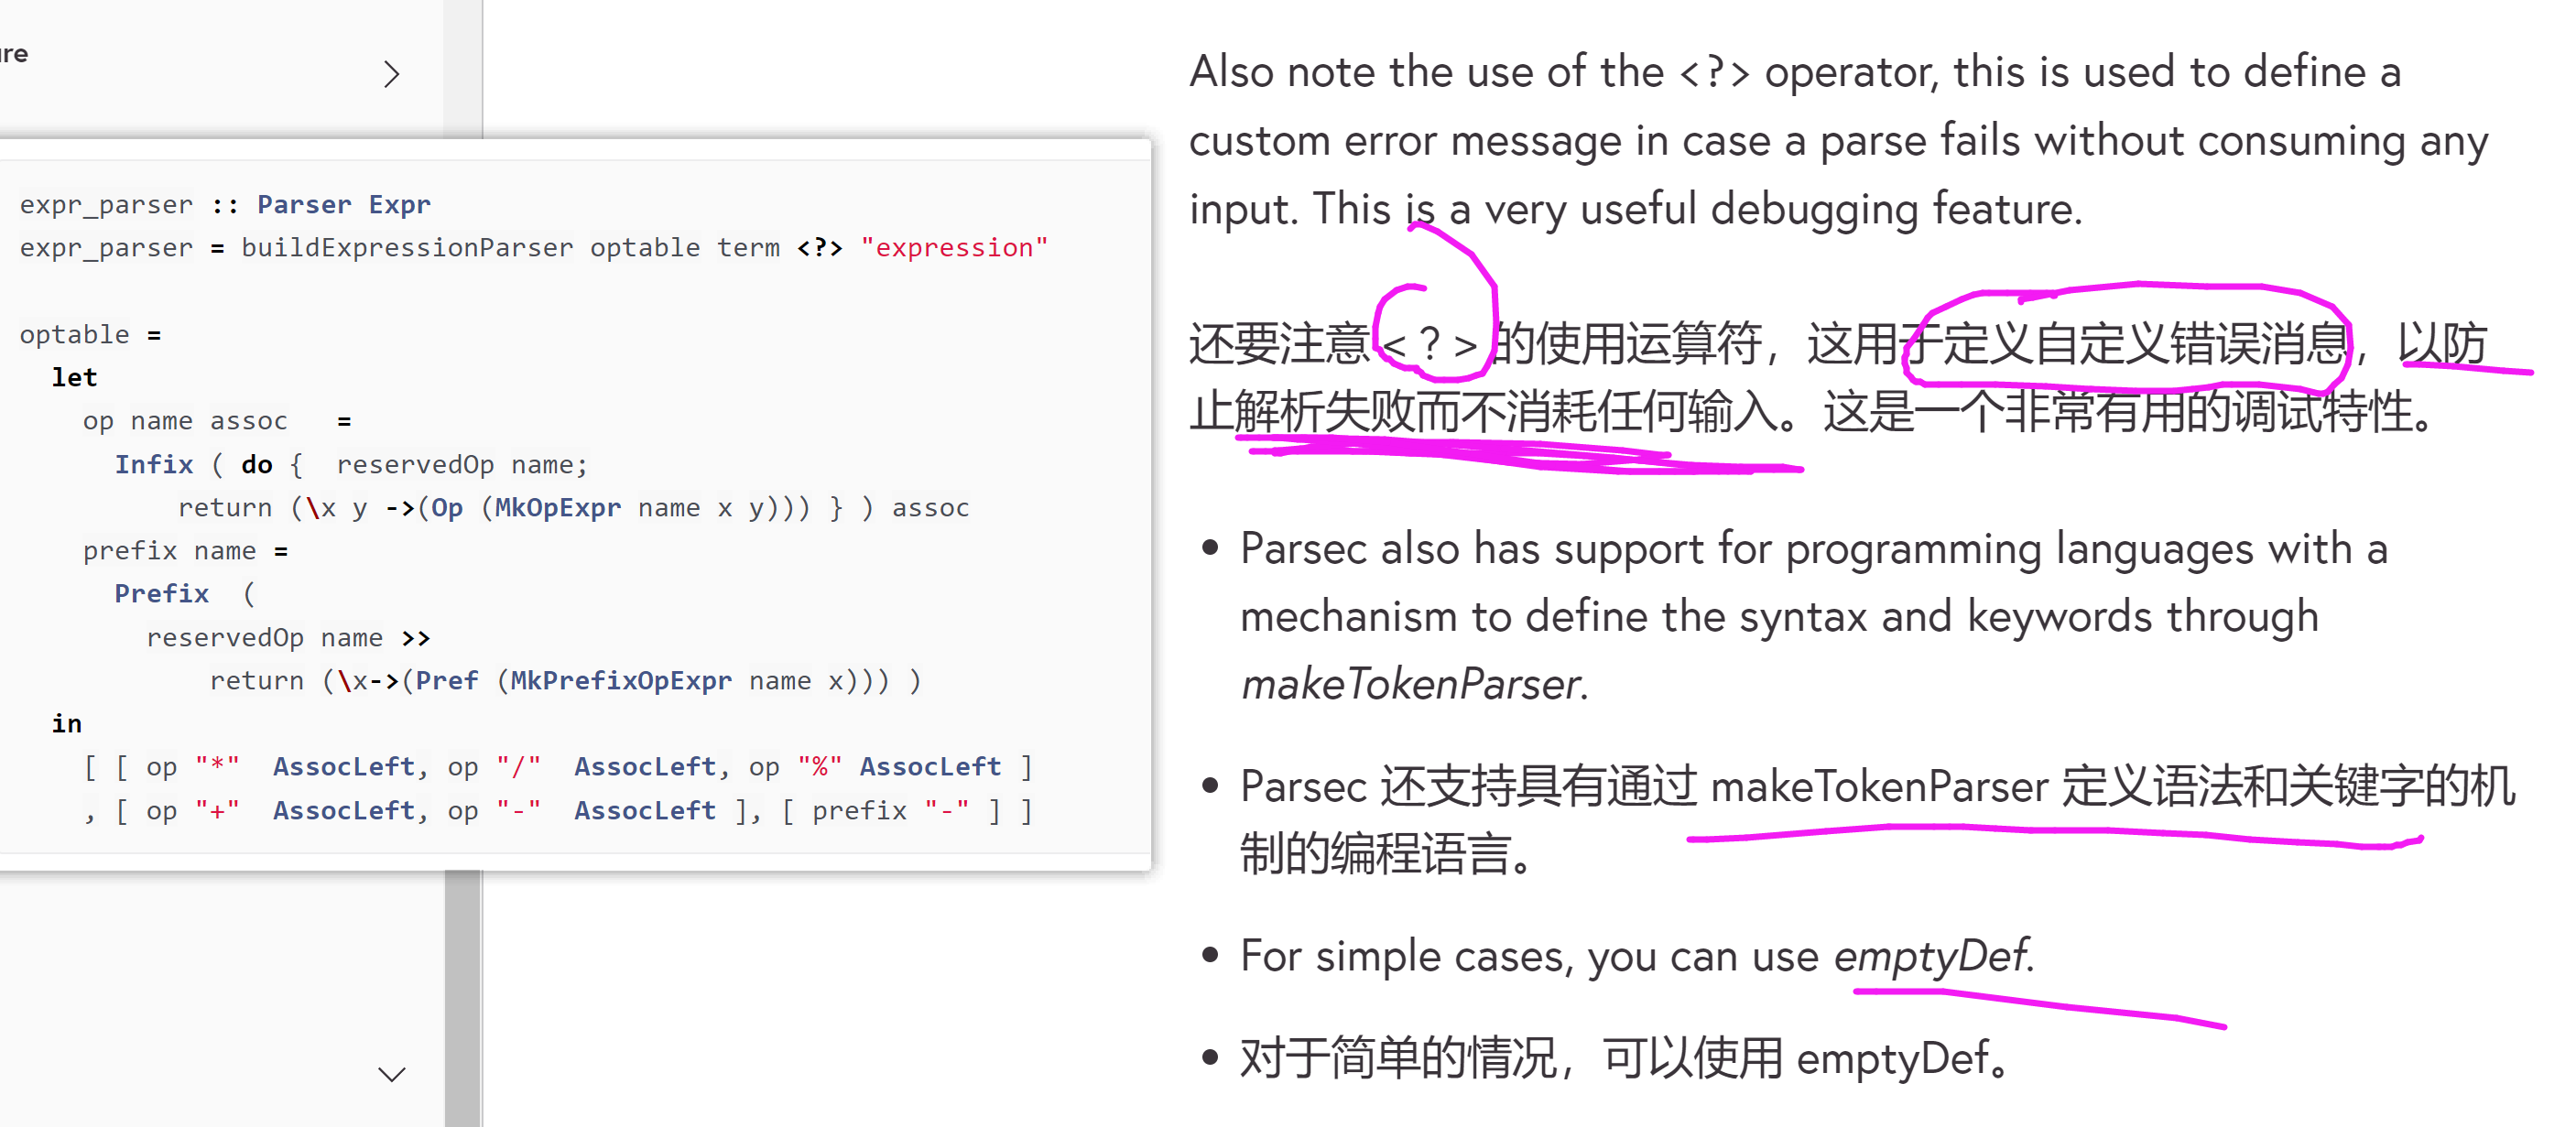 ure
expr_parser :: Parser Expr
expr_parser = buildExpressionParser optable term <?> "expression"
optable =
let
op name assoc =
Infix ( do { reservedOp name;
return (\x y ->(Op (MkOpExpr name x y))) } ) assoc
prefix name =
Prefix (
reservedOp name >>
return (\x->(Pref (MkPrefixOpExpr name x))) )
in
[ [ op "*" AssocLeft, op "/" AssocLeft, op "%" AssocLeft ]
, [ op "+" AssocLeft, op "-" AssocLeft ], [ prefix "-" ] ]
Also note the use of the <?> operator, this is used to define a
custom error message in case a parse fails without consuming any
input. This is a very useful debugging feature.
还要注意 <?> 的使用运算符，这用于定义自定义错误消息，以防
止解析失败而不消耗任何输入。这是一个非常有用的调试特性。
• Parsec also has support for programming languages with a
mechanism to define the syntax and keywords through
makeTokenParser.
• Parsec 还支持具有通过 makeTokenParser 定义语法和关键字的机
制的编程语言。
• For simple cases, you can use emptyDef.
• 对于简单的情况，可以使用 emptyDef。